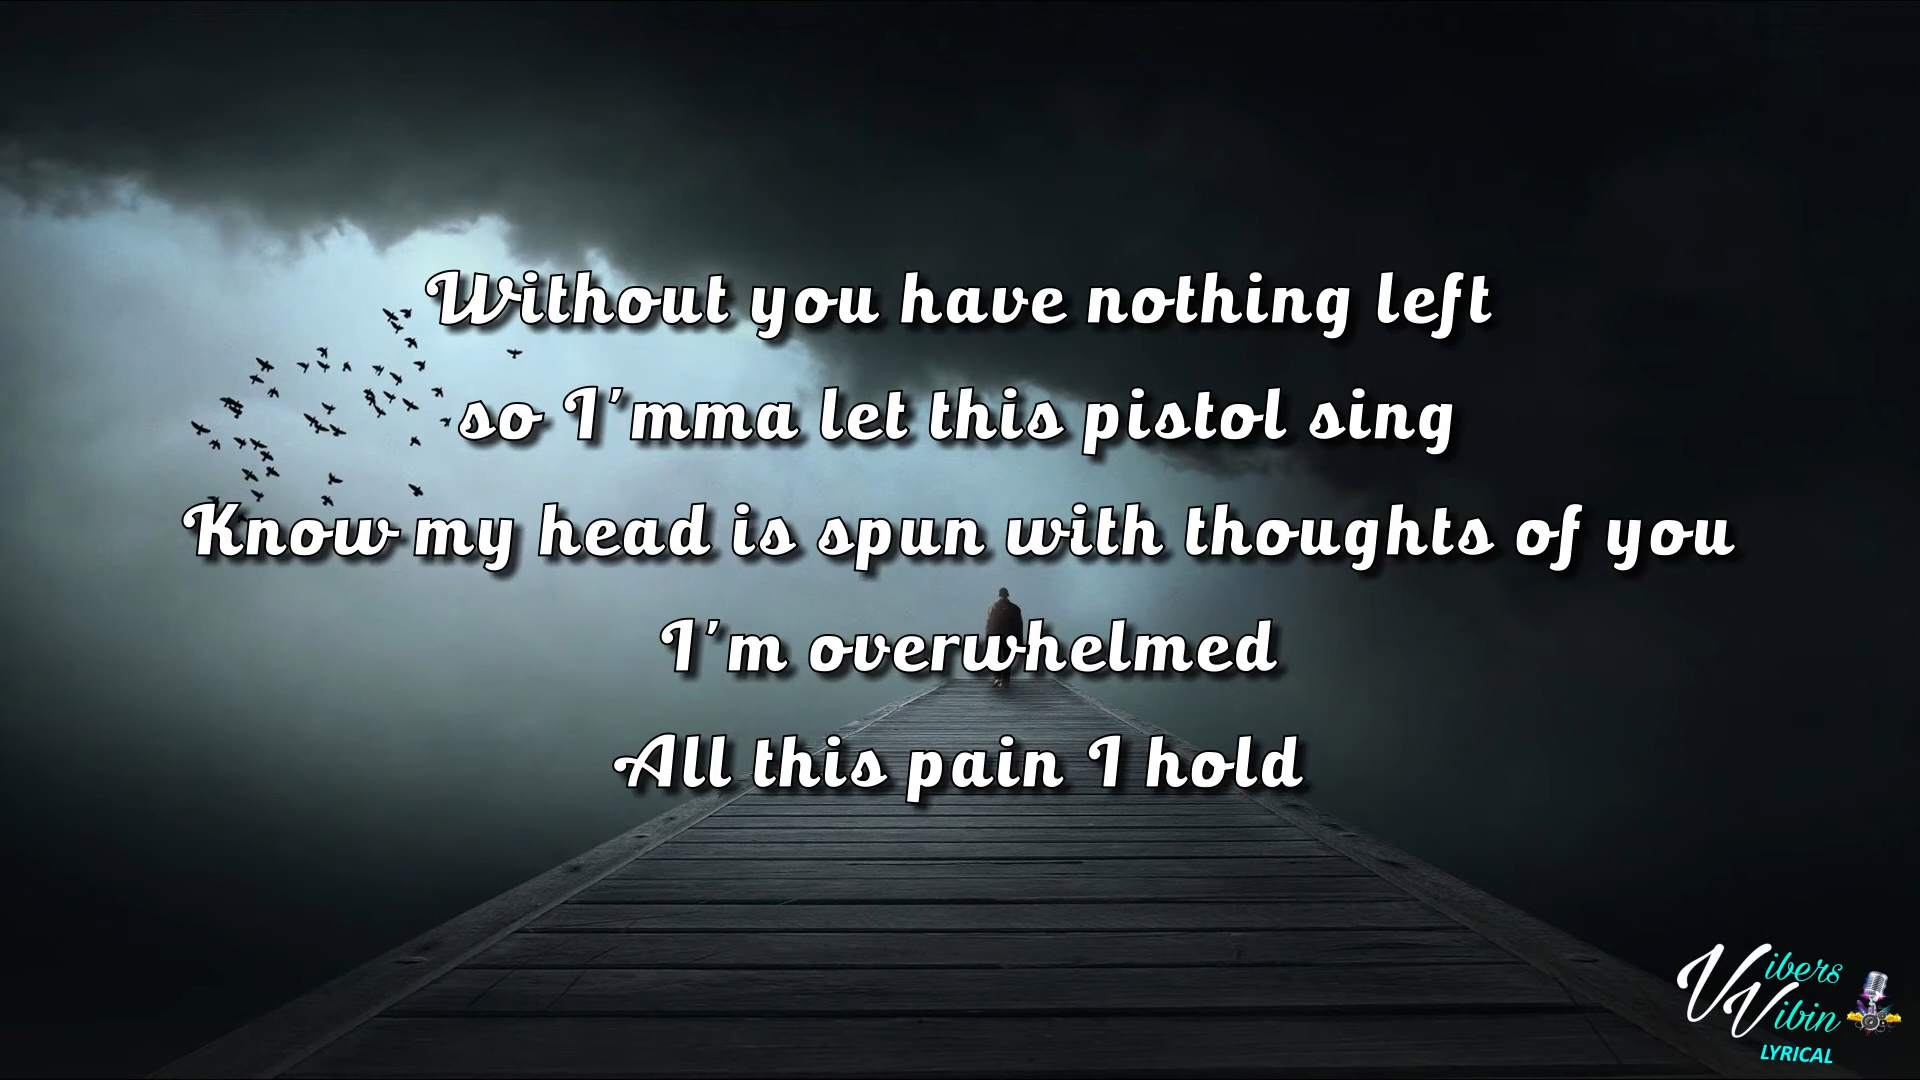 Without you have nothing left
so I'mma let this pistol sing
Know my head is spun with thoughts of you
I'm overwhelmed
All this pain I hold
Vibers
Vibin
LYRICAL